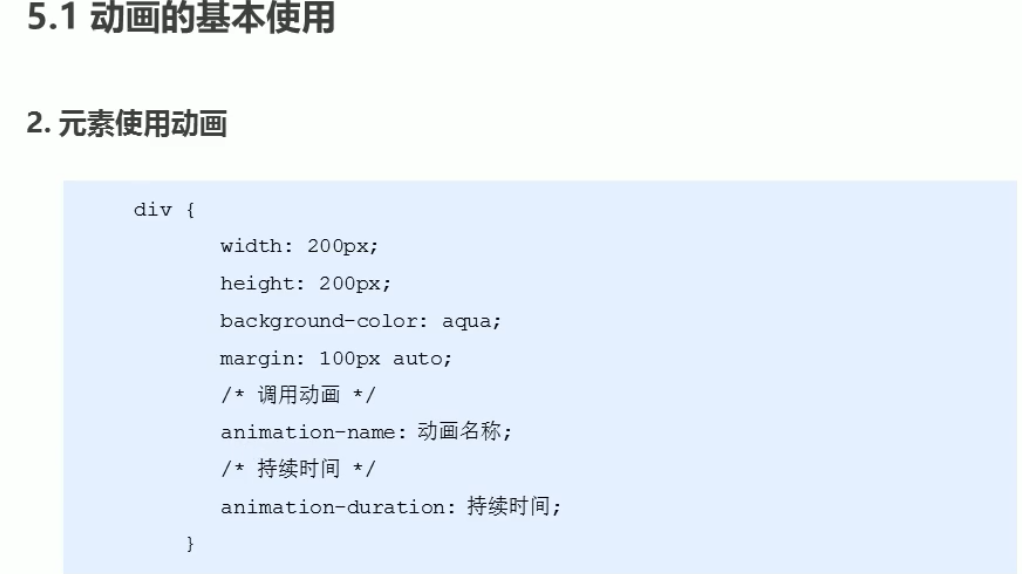 5.1 动画的基本使用
2. 元素使用动画
div {
width: 200px;
height: 200px;
background-color: aqua;
margin: 100px auto;
/* 调用动画 */
animation-name: 动画名称;
/* 持续时间 */
animation-duration: 持续时间;
}